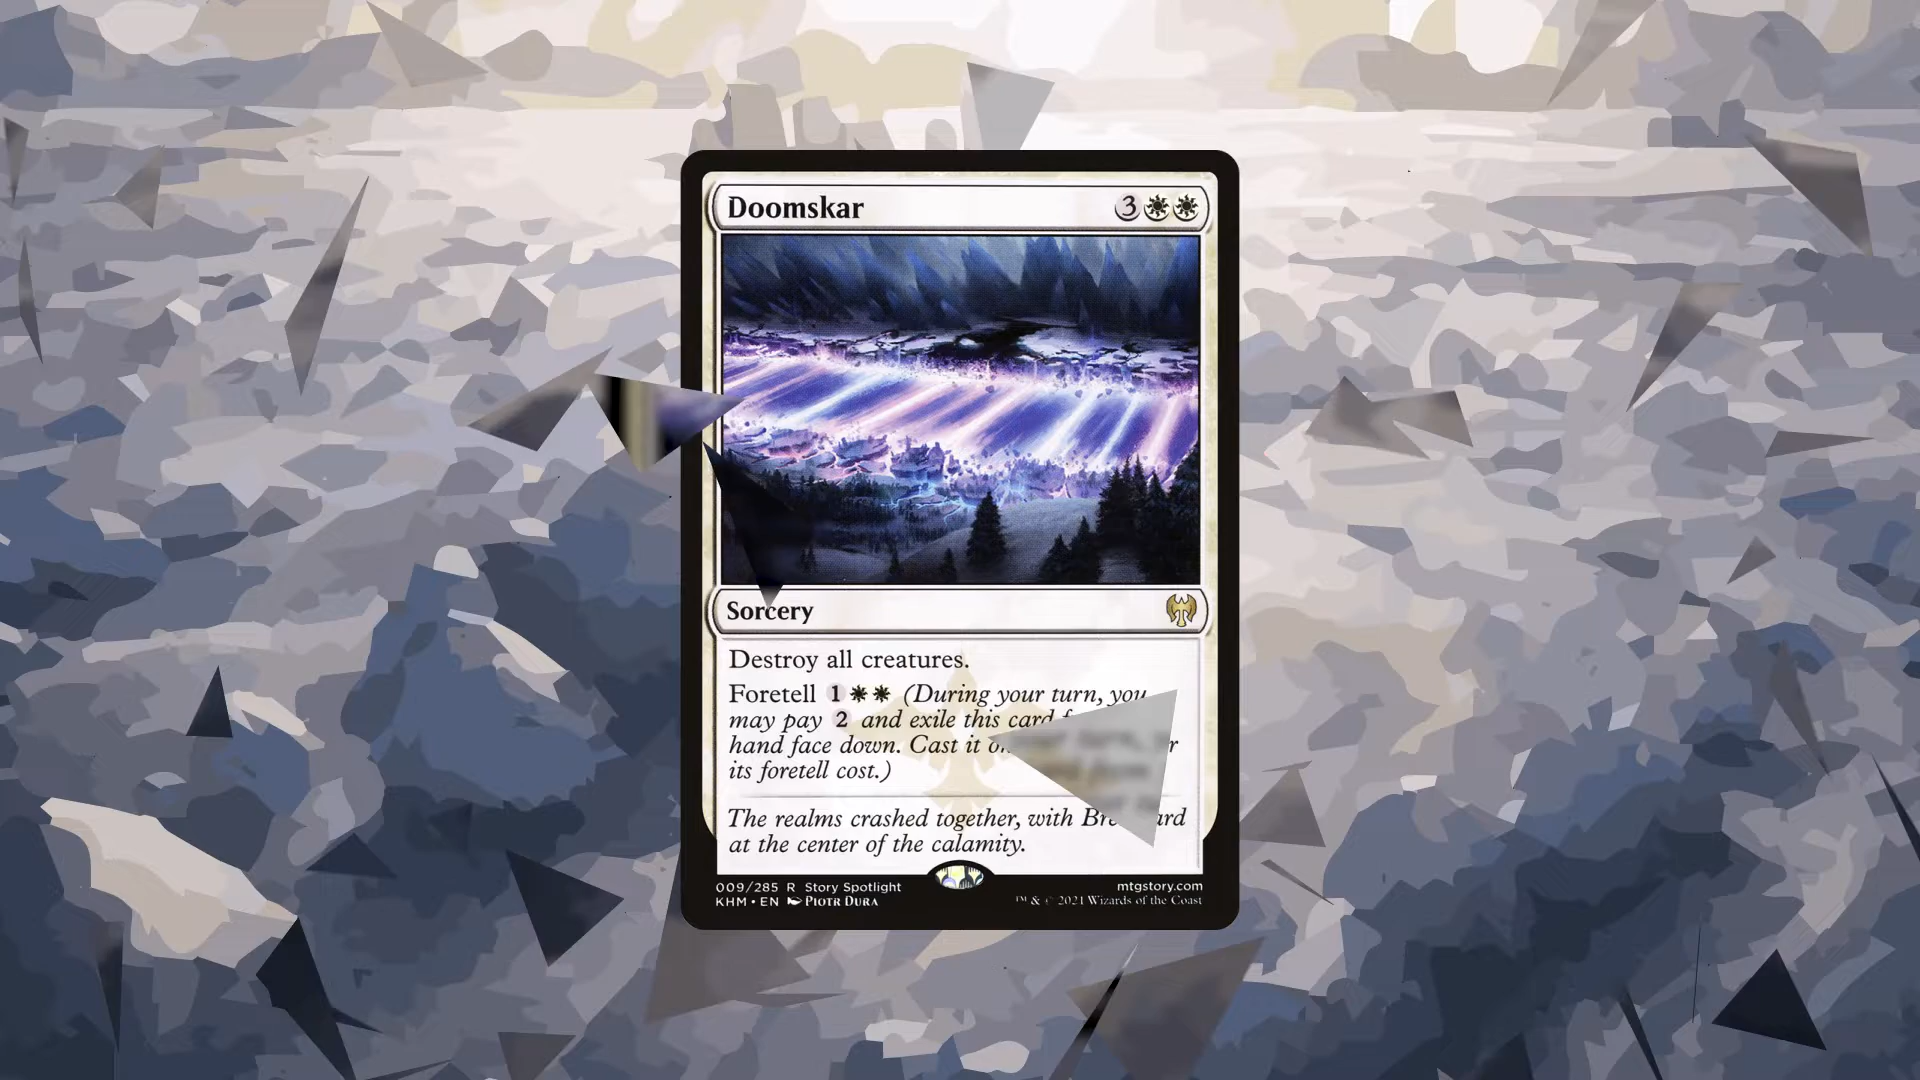 Doomskar 3
Sorcery
Destroy all creatures.
Foretell 1 (During your turn, you
may pay 2 and exile this card
hand face down. Cast it
its foretell cost.)
The realms crashed together, with
at the center of the calamity.
009/285 R Story Spotlight
KHM • EN Piotr Dura
mtgstory.com
™ & © 2021 Wizards of the Coast